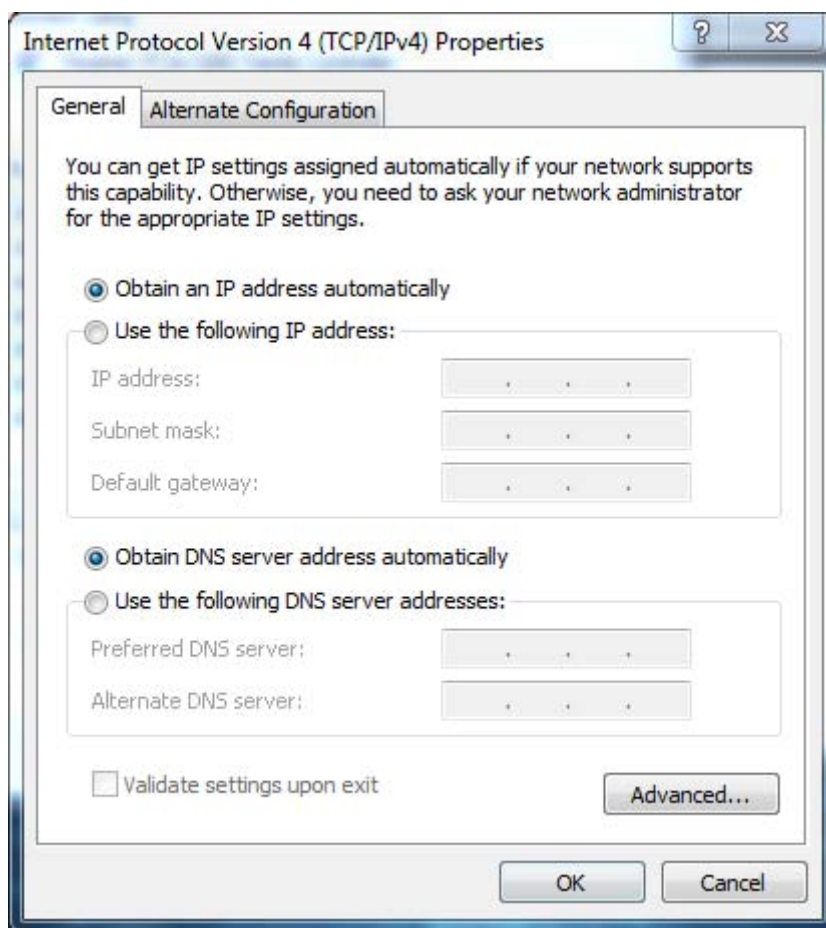 Internet Protocol Version 4 (TCP/IPv4) Properties
General
Alternate Configuration
You can get IP settings assigned automatically if your network supports
this capability. Otherwise, you need to ask your network administrator
for the appropriate IP settings.
Obtain an IP address automatically
Use the following IP address:
IP address:
. . .
Subnet mask:
. . .
Default gateway:
. . .
Obtain DNS server address automatically
Use the following DNS server addresses:
Preferred DNS server:
. . .
Alternate DNS server:
. . .
Validate settings upon exit
Advanced...
OK
Cancel